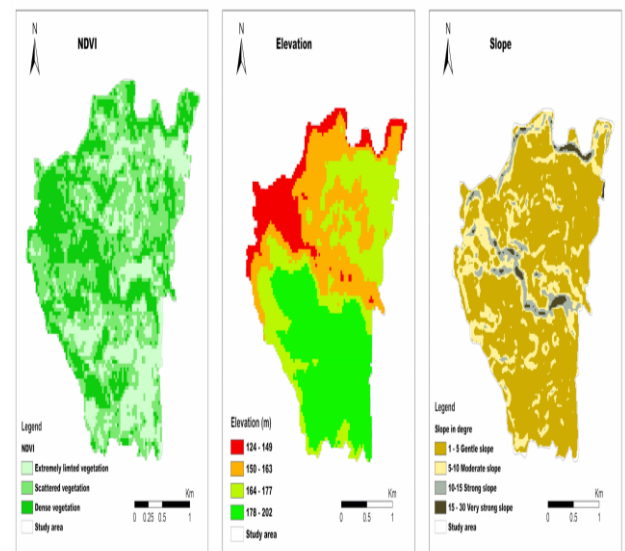 N
NDVI
Legend
NDVI
Extremely limted vegetation
Scattered vegetation
Dense vegetation
Study area
Km
0 0.25 0.5 1
N
Elevation
Elevation (m)
124 - 149
150 - 163
164 - 177
178 - 202
Study area
Km
0 0.5 1
N
Slope
Legend
Slope in degre
1 - 5 Gentle slope
5-10 Moderate slope
10-15 Strong slope
15 - 30 Very strong slope
Study area
Km
0 0.5 1